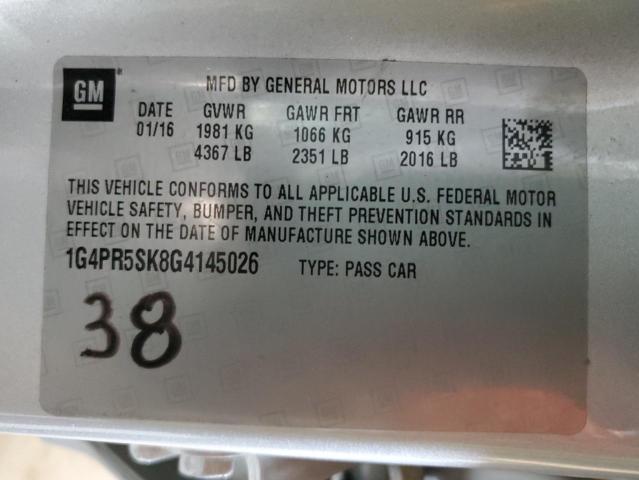 GM
MFD BY GENERAL MOTORS LLC
DATE GVWR GAWR FRT GAWR RR
01/16 1981 KG 1066 KG 915 KG
4367 LB 2351 LB 2016 LB
THIS VEHICLE CONFORMS TO ALL APPLICABLE U.S. FEDERAL MOTOR
VEHICLE SAFETY, BUMPER, AND THEFT PREVENTION STANDARDS IN
EFFECT ON THE DATE OF MANUFACTURE SHOWN ABOVE.
1G4PR5SK8G4145026 TYPE: PASS CAR
38